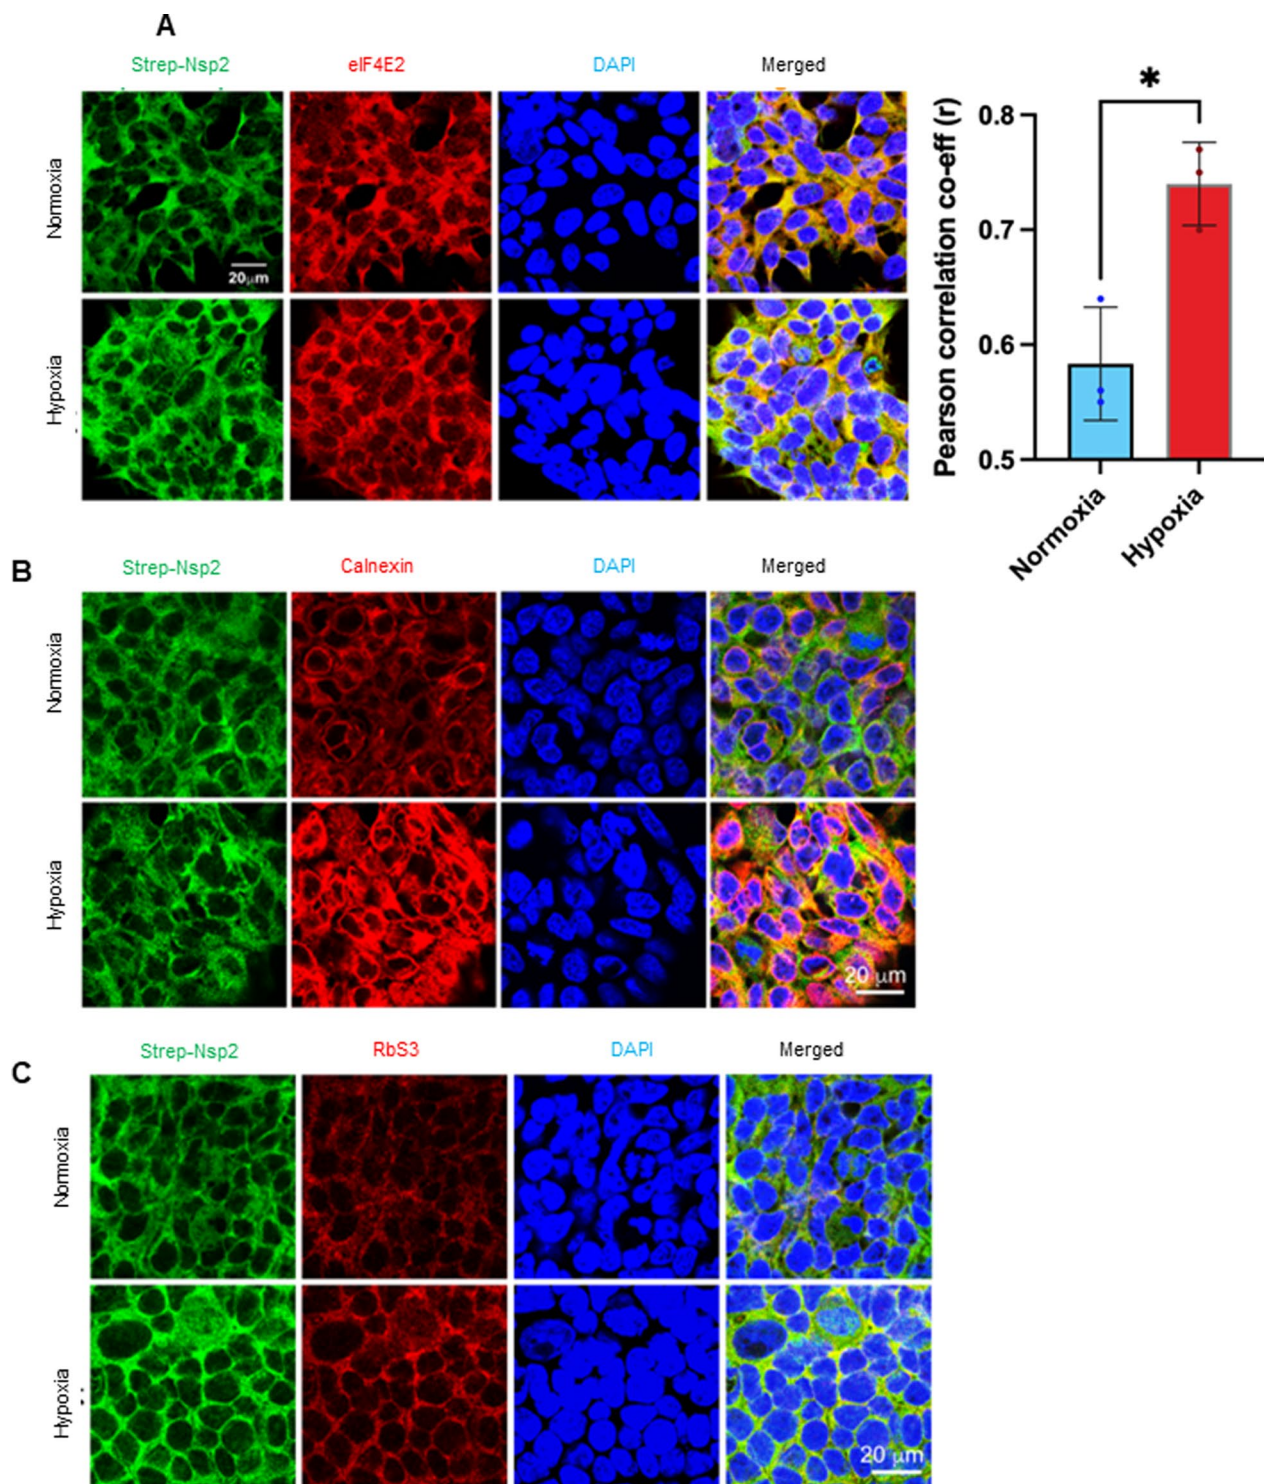 A
Strep-Nsp2 eIF4E2 DAPI Merged
Normoxia
20μm
Hypoxia
*
Pearson correlation co-eff (r)
0.8
0.7
0.6
0.5
Normoxia
Hypoxia
B
Strep-Nsp2 Calnexin DAPI Merged
Normoxia
Hypoxia
20 μm
C
Strep-Nsp2 RbS3 DAPI Merged
Normoxia
Hypoxia
20 μm